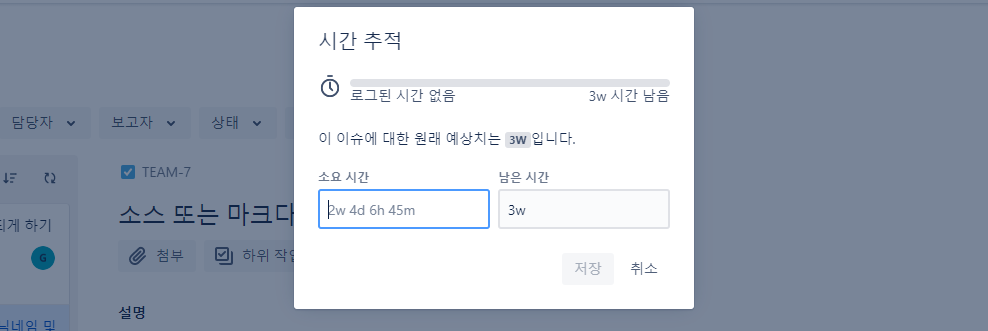 시간 추적
로그된 시간 없음
3w 시간 남음
이 이슈에 대한 원래 예상치는 3W 입니다.
소요 시간
남은 시간
2w 4d 6h 45m
3w
저장
취소
담당자
보고자
상태
TEAM-7
되게 하기
소스 또는 마크다
G
첨부
하위 작업
설명
닉네임 및